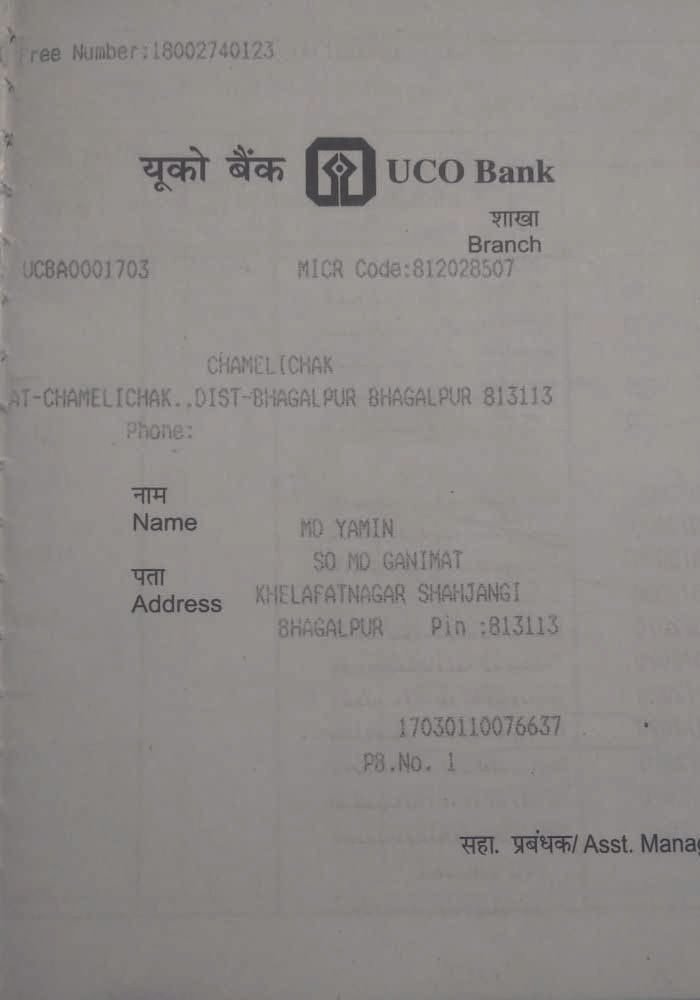 Free Number:18002740123
यूको बैंक UCO Bank
शाखा
Branch
UCBA0001703 MICR Code:812028507
CHAMELICHAK
AT-CHAMELICHAK..DIST-BHAGALPUR BHAGALPUR 813113
Phone:
नाम
Name MD YAMIN
SO MD GANIMAT
पता
Address KHELAFATNAGAR SHAHJANGI
BHAGALPUR Pin :813113
17030110076637
PB.No. 1
सहा. प्रबंधक/ Asst. Manag